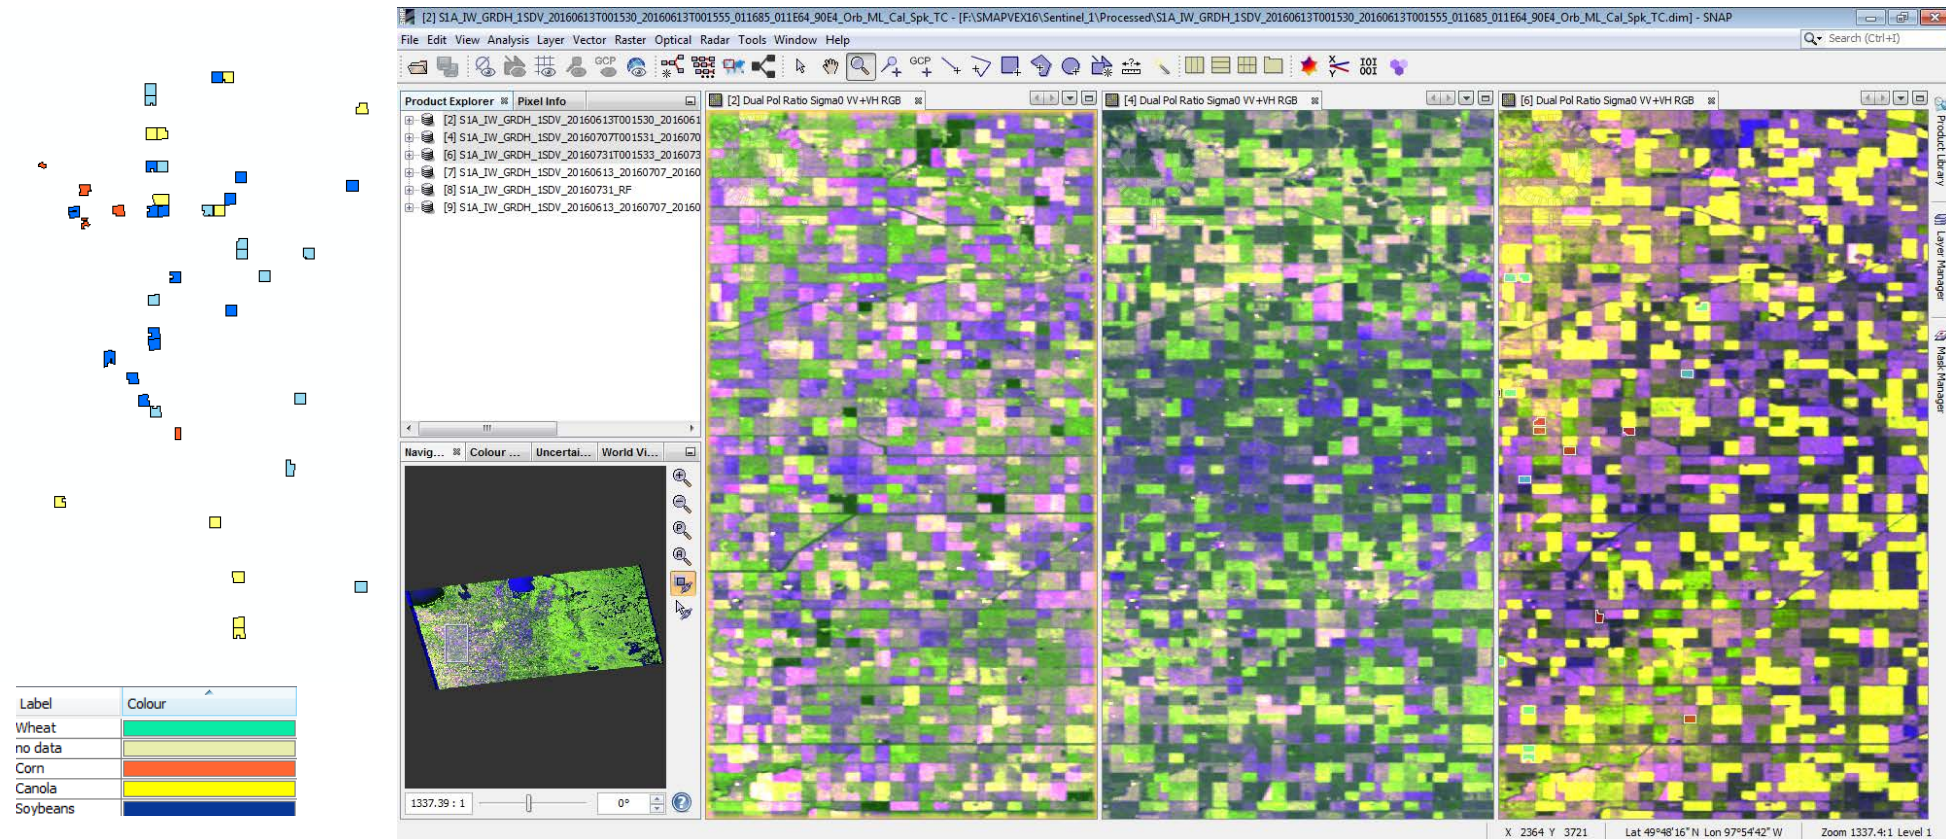 [2] S1A_IW_GRDH_1SDV_20160613T001530_20160613T001555_011685_011E64_90E4_Orb_ML_Cal_Spk_TC - [F:\SMAPVEX16\Sentinel_1\Processed\S1A_IW_GRDH_1SDV_20160613T001530_20160613T001555_011685_011E64_90E4_Orb_ML_Cal_Spk_TC.dim] - SNAP
File Edit View Analysis Layer Vector Raster Optical Radar Tools Window Help
Search (Ctrl+I)
GCP GCP
Product Explorer Pixel Info
[2] S1A_IW_GRDH_1SDV_20160613T001530_2016061
[4] S1A_IW_GRDH_1SDV_20160707T001531_2016070
[6] S1A_IW_GRDH_1SDV_20160731T001533_2016073
[7] S1A_IW_GRDH_1SDV_20160613_20160707_20160
[8] S1A_IW_GRDH_1SDV_20160731_RF
[9] S1A_IW_GRDH_1SDV_20160613_20160707_20160
[2] Dual Pol Ratio Sigma0 VV+VH RGB
[4] Dual Pol Ratio Sigma0 VV+VH RGB
[6] Dual Pol Ratio Sigma0 VV+VH RGB
Product Library
Layer Manager
Mask Manager
Navig... Colour ... Uncertai... World Vi...
1337.39 : 1
0°
Label Colour
Wheat
no data
Corn
Canola
Soybeans
X 2364 Y 3721 Lat 49°48'16" N Lon 97°54'42" W Zoom 1337.4:1 Level 1